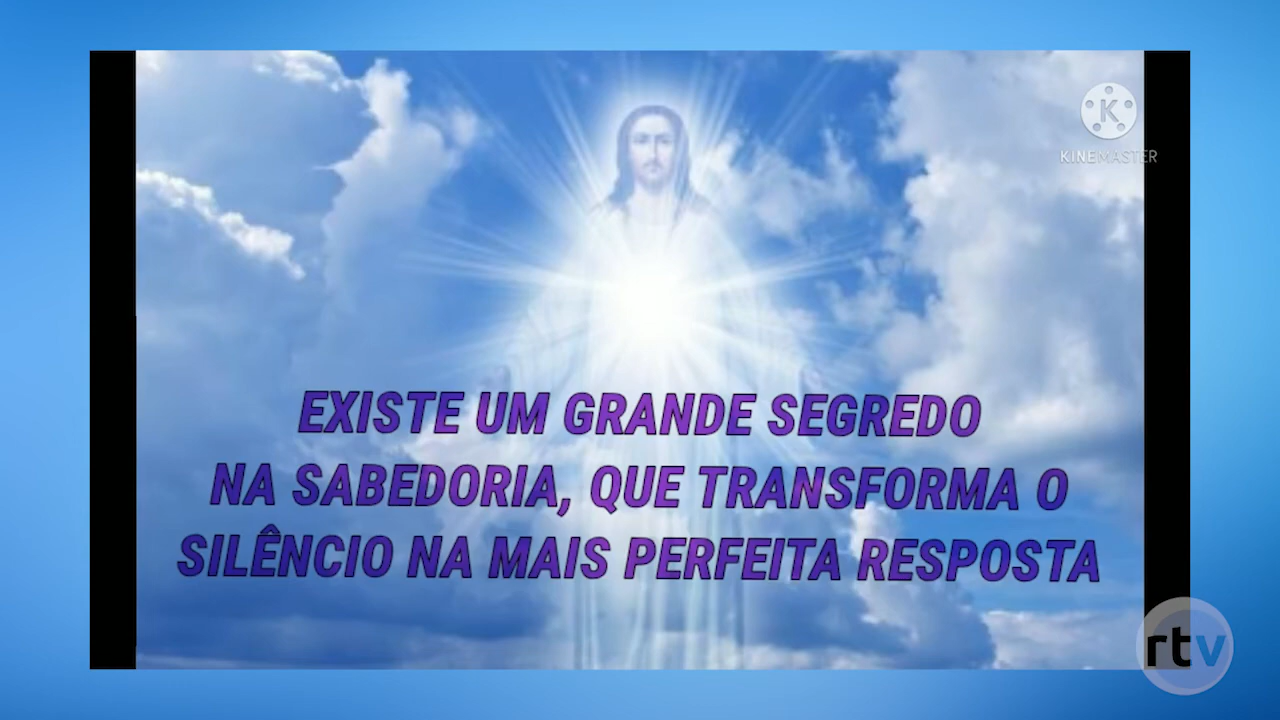 K
KINEMASTER
EXISTE UM GRANDE SEGREDO
NA SABEDORIA, QUE TRANSFORMA O
SILÊNCIO NA MAIS PERFEITA RESPOSTA
rtv